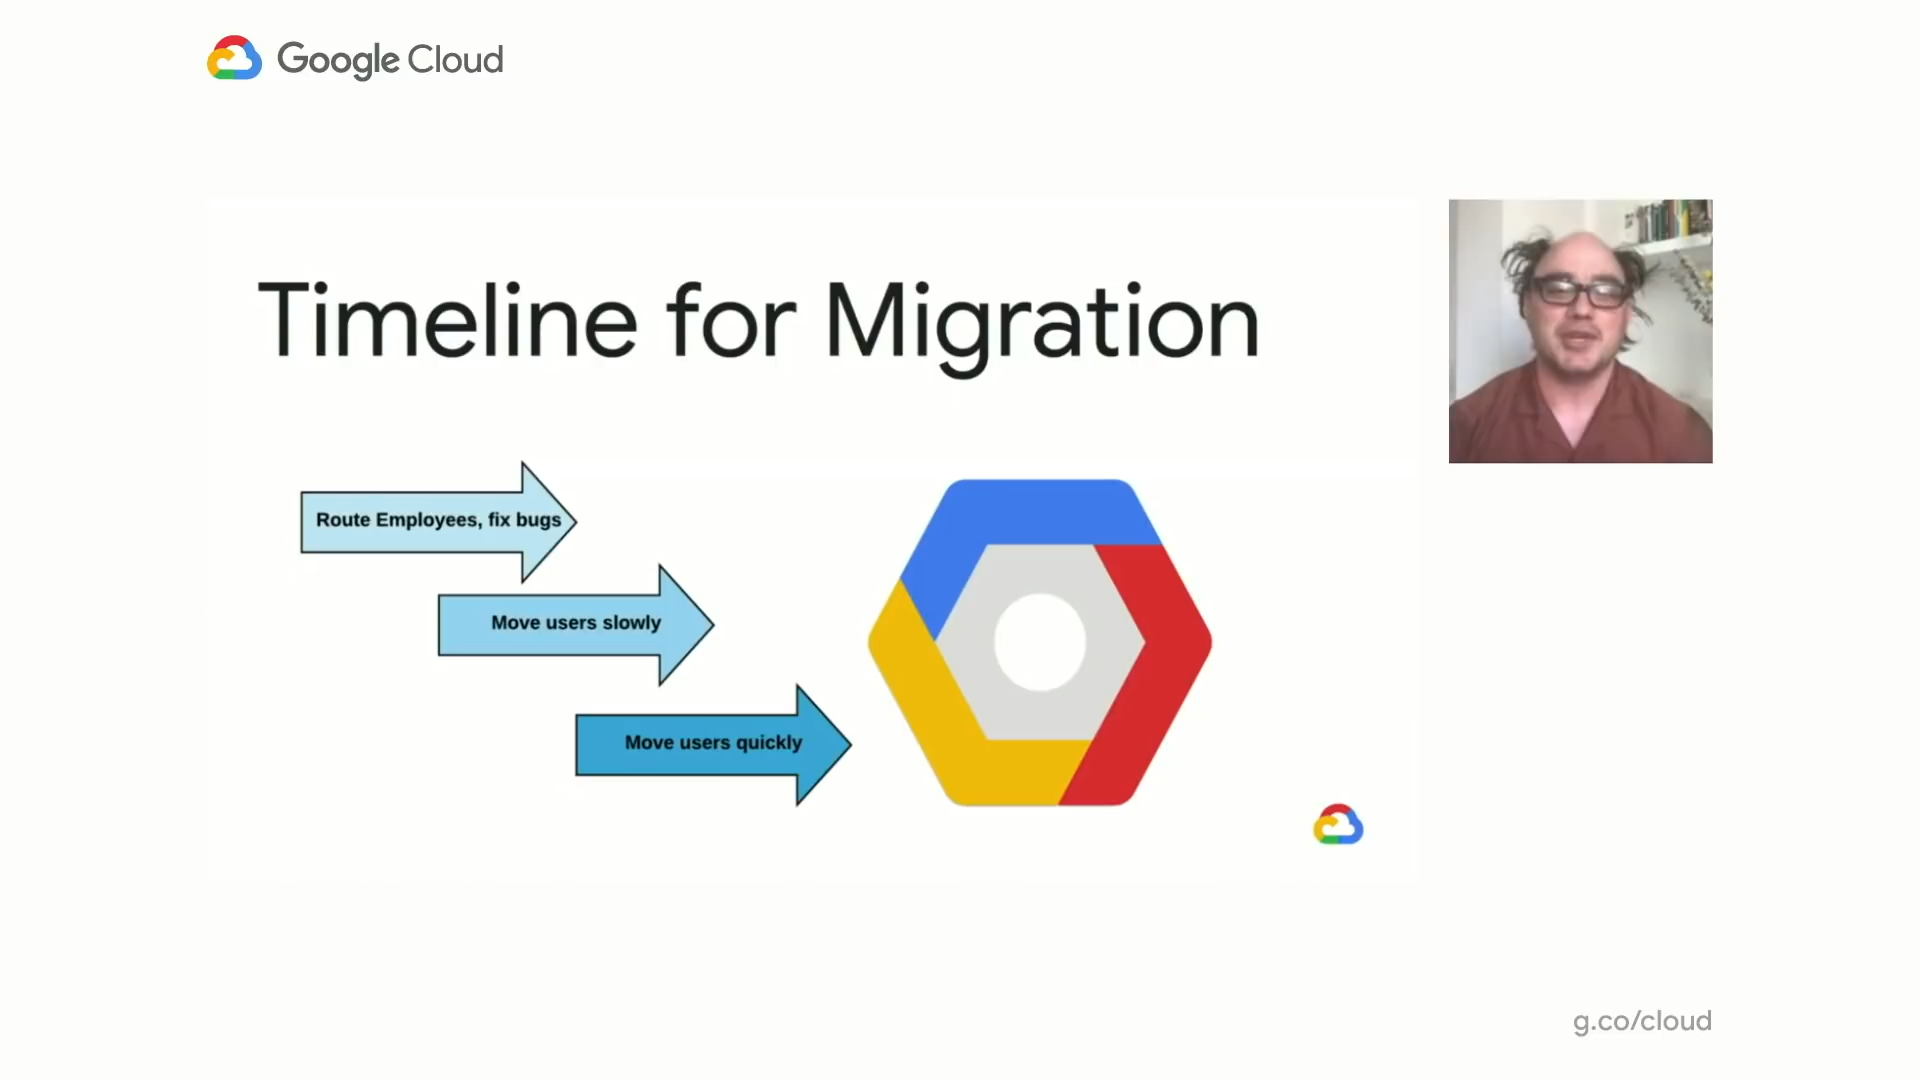 Google Cloud
Timeline for Migration
Route Employees, fix bugs
Move users slowly
Move users quickly
g.co/cloud